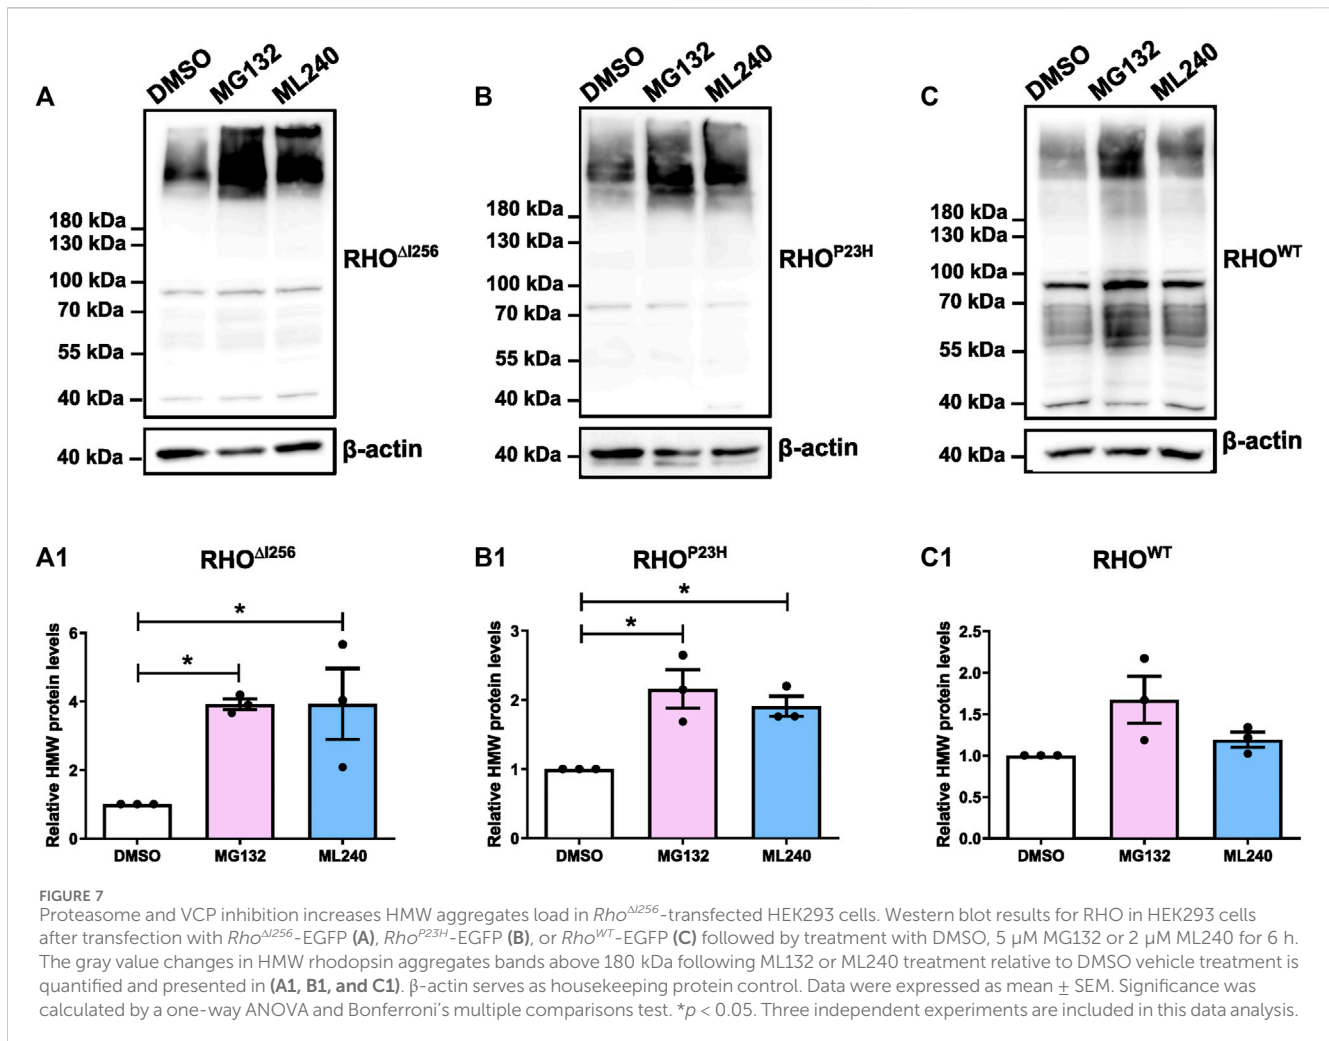 A
DMSO
MG132
ML240
180 kDa
130 kDa
100 kDa
70 kDa
55 kDa
40 kDa
RHO^ΔI256
40 kDa
β-actin
B
DMSO
MG132
ML240
180 kDa
130 kDa
100 kDa
70 kDa
55 kDa
40 kDa
RHO^P23H
40 kDa
β-actin
C
DMSO
MG132
ML240
180 kDa
130 kDa
100 kDa
70 kDa
55 kDa
40 kDa
RHO^WT
40 kDa
β-actin
A1
RHO^ΔI256
Relative HMW protein levels
6
4
2
0
*
*
DMSO
MG132
ML240
B1
RHO^P23H
Relative HMW protein levels
3
2
1
0
*
*
DMSO
MG132
ML240
C1
RHO^WT
Relative HMW protein levels
2.5
2.0
1.5
1.0
0.5
0.0
DMSO
MG132
ML240
FIGURE 7
Proteasome and VCP inhibition increases HMW aggregates load in Rho^ΔI256-transfected HEK293 cells. Western blot results for RHO in HEK293 cells
after transfection with Rho^ΔI256-EGFP (A), Rho^P23H-EGFP (B), or Rho^WT-EGFP (C) followed by treatment with DMSO, 5 µM MG132 or 2 µM ML240 for 6 h.
The gray value changes in HMW rhodopsin aggregates bands above 180 kDa following ML132 or ML240 treatment relative to DMSO vehicle treatment is
quantified and presented in (A1, B1, and C1). β-actin serves as housekeeping protein control. Data were expressed as mean ± SEM. Significance was
calculated by a one-way ANOVA and Bonferroni's multiple comparisons test. *p < 0.05. Three independent experiments are included in this data analysis.